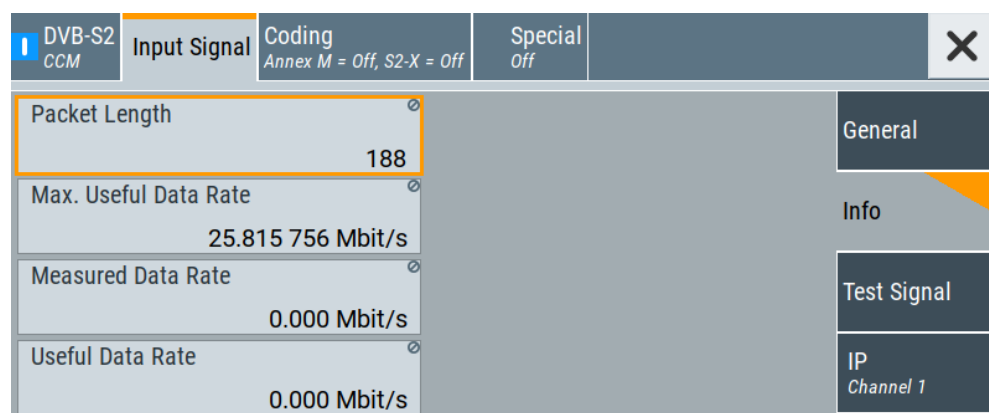 DVB-S2
CCM
Input Signal
Coding
Annex M = Off, S2-X = Off
Special
Off
Packet Length
188
Max. Useful Data Rate
25.815 756 Mbit/s
Measured Data Rate
0.000 Mbit/s
Useful Data Rate
0.000 Mbit/s
General
Info
Test Signal
IP
Channel 1